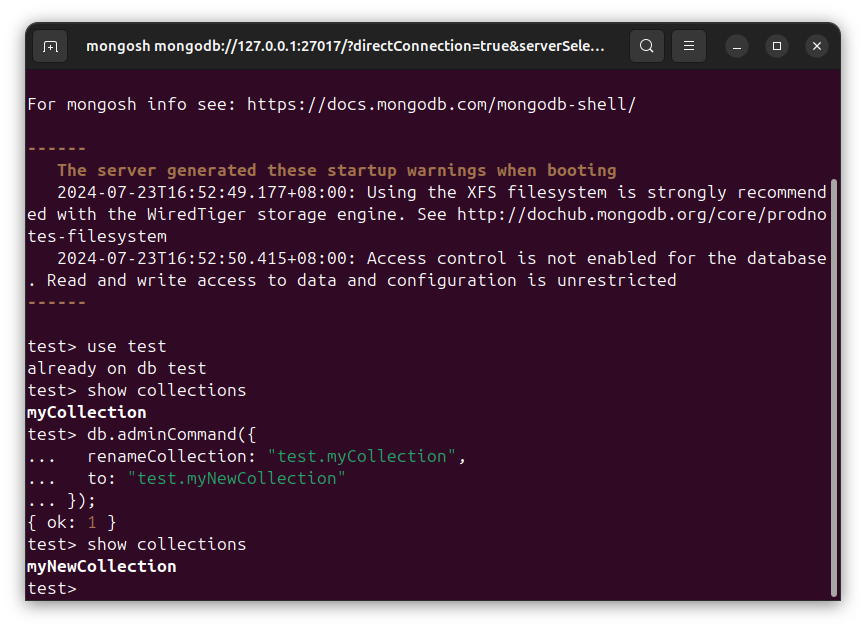 mongosh mongodb://127.0.0.1:27017/?directConnection=true&serverSele...
For mongosh info see: https://docs.mongodb.com/mongodb-shell/
------
   The server generated these startup warnings when booting
   2024-07-23T16:52:49.177+08:00: Using the XFS filesystem is strongly recommend
ed with the WiredTiger storage engine. See http://dochub.mongodb.org/core/prodno
tes-filesystem
   2024-07-23T16:52:50.415+08:00: Access control is not enabled for the database
. Read and write access to data and configuration is unrestricted
------
test> use test
already on db test
test> show collections
myCollection
test> db.adminCommand({
...   renameCollection: "test.myCollection",
...   to: "test.myNewCollection"
... });
{ ok: 1 }
test> show collections
myNewCollection
test>